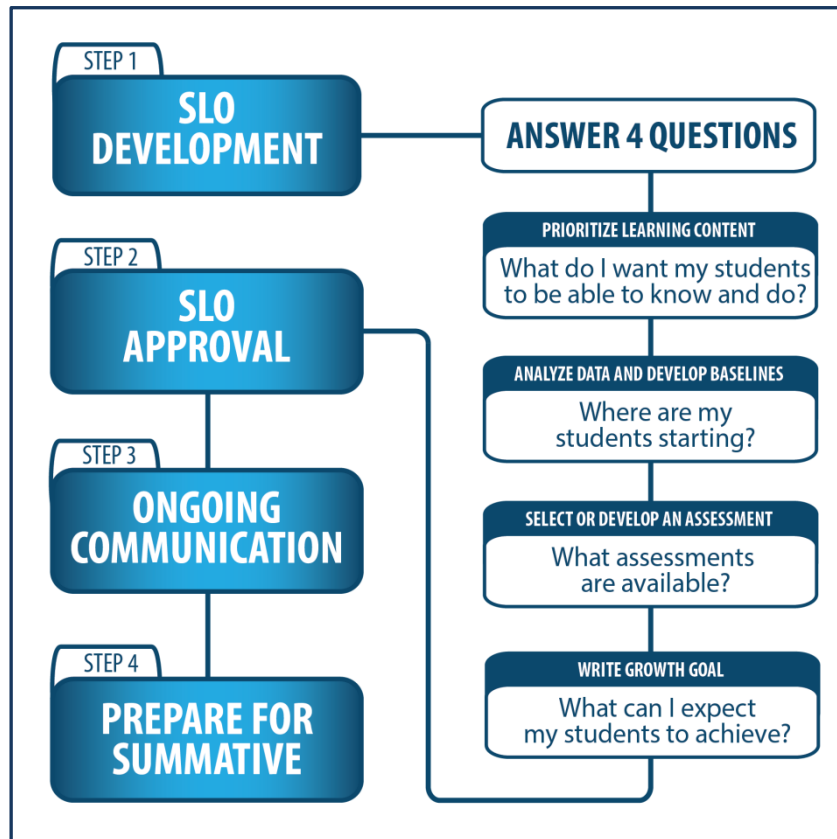 STEP 1
SLO
DEVELOPMENT
ANSWER 4 QUESTIONS
PRIORITIZE LEARNING CONTENT
What do I want my students
to be able to know and do?
ANALYZE DATA AND DEVELOP BASELINES
Where are my
students starting?
SELECT OR DEVELOP AN ASSESSMENT
What assessments
are available?
WRITE GROWTH GOAL
What can I expect
my students to achieve?
STEP 2
SLO
APPROVAL
STEP 3
ONGOING
COMMUNICATION
STEP 4
PREPARE FOR
SUMMATIVE